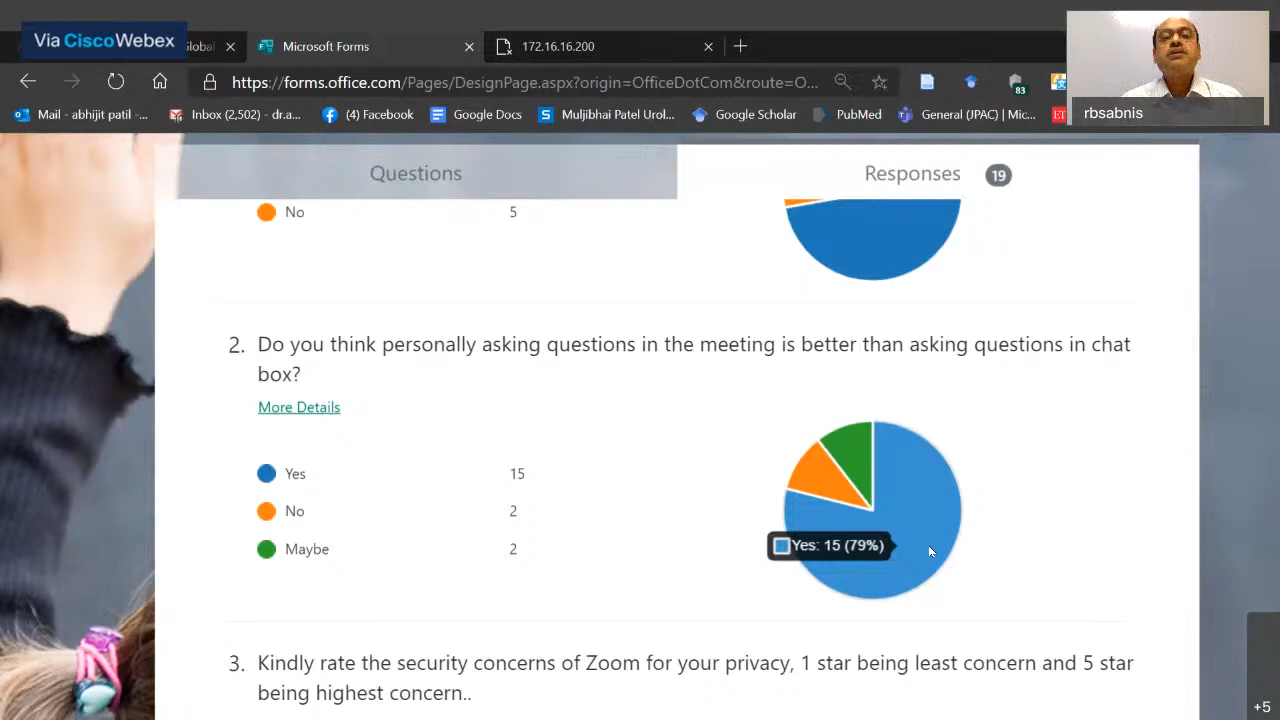 Via Cisco Webex
Global
Microsoft Forms
172.16.16.200
https://forms.office.com/Pages/DesignPage.aspx?origin=OfficeDotCom&route=O...
83
rbsabnis
Mail - abhijit patil -...
Inbox (2,502) - dr.a...
(4) Facebook
Google Docs
S Muljibhai Patel Urol...
Google Scholar
PubMed
General (JPAC) | Mic...
ET
Questions
Responses 19
No 5
2. Do you think personally asking questions in the meeting is better than asking questions in chat
box?
More Details
Yes 15
No 2
Maybe 2
Yes: 15 (79%)
3. Kindly rate the security concerns of Zoom for your privacy, 1 star being least concern and 5 star
being highest concern..
+5